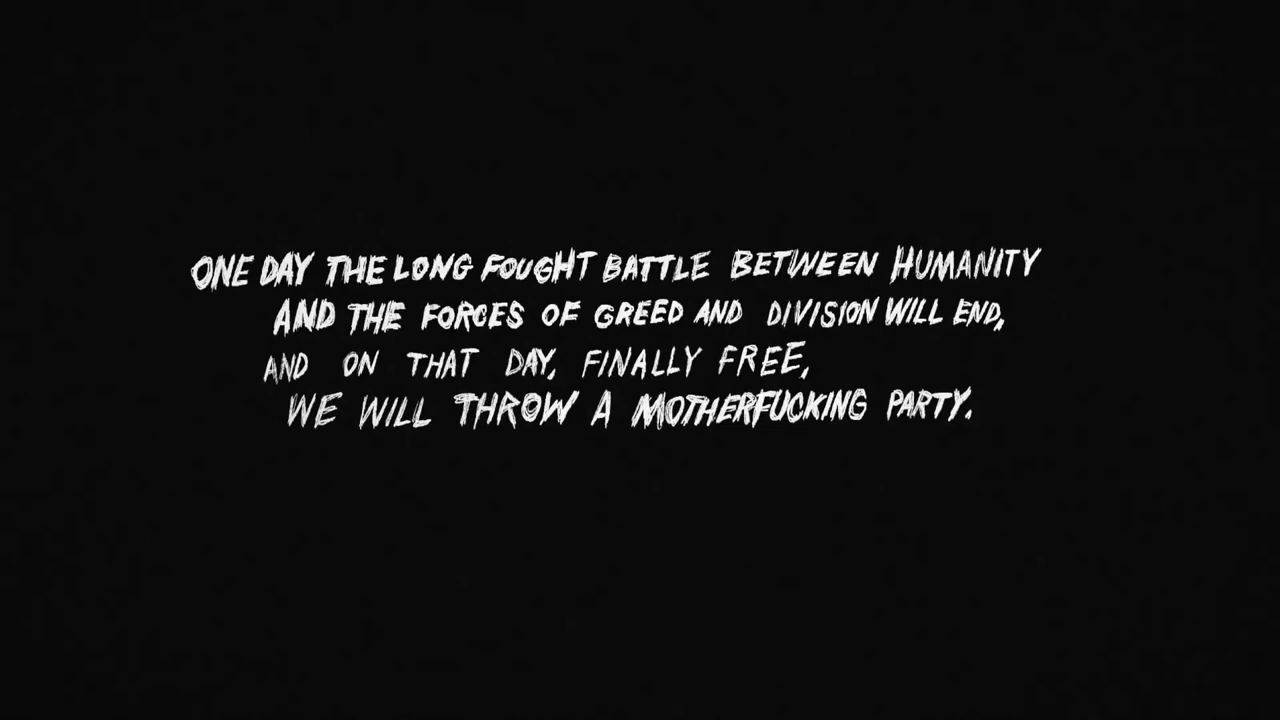 ONE DAY THE LONG FOUGHT BATTLE BETWEEN HUMANITY
AND THE FORCES OF GREED AND DIVISION WILL END,
AND ON THAT DAY, FINALLY FREE,
WE WILL THROW A MOTHERFUCKING PARTY.